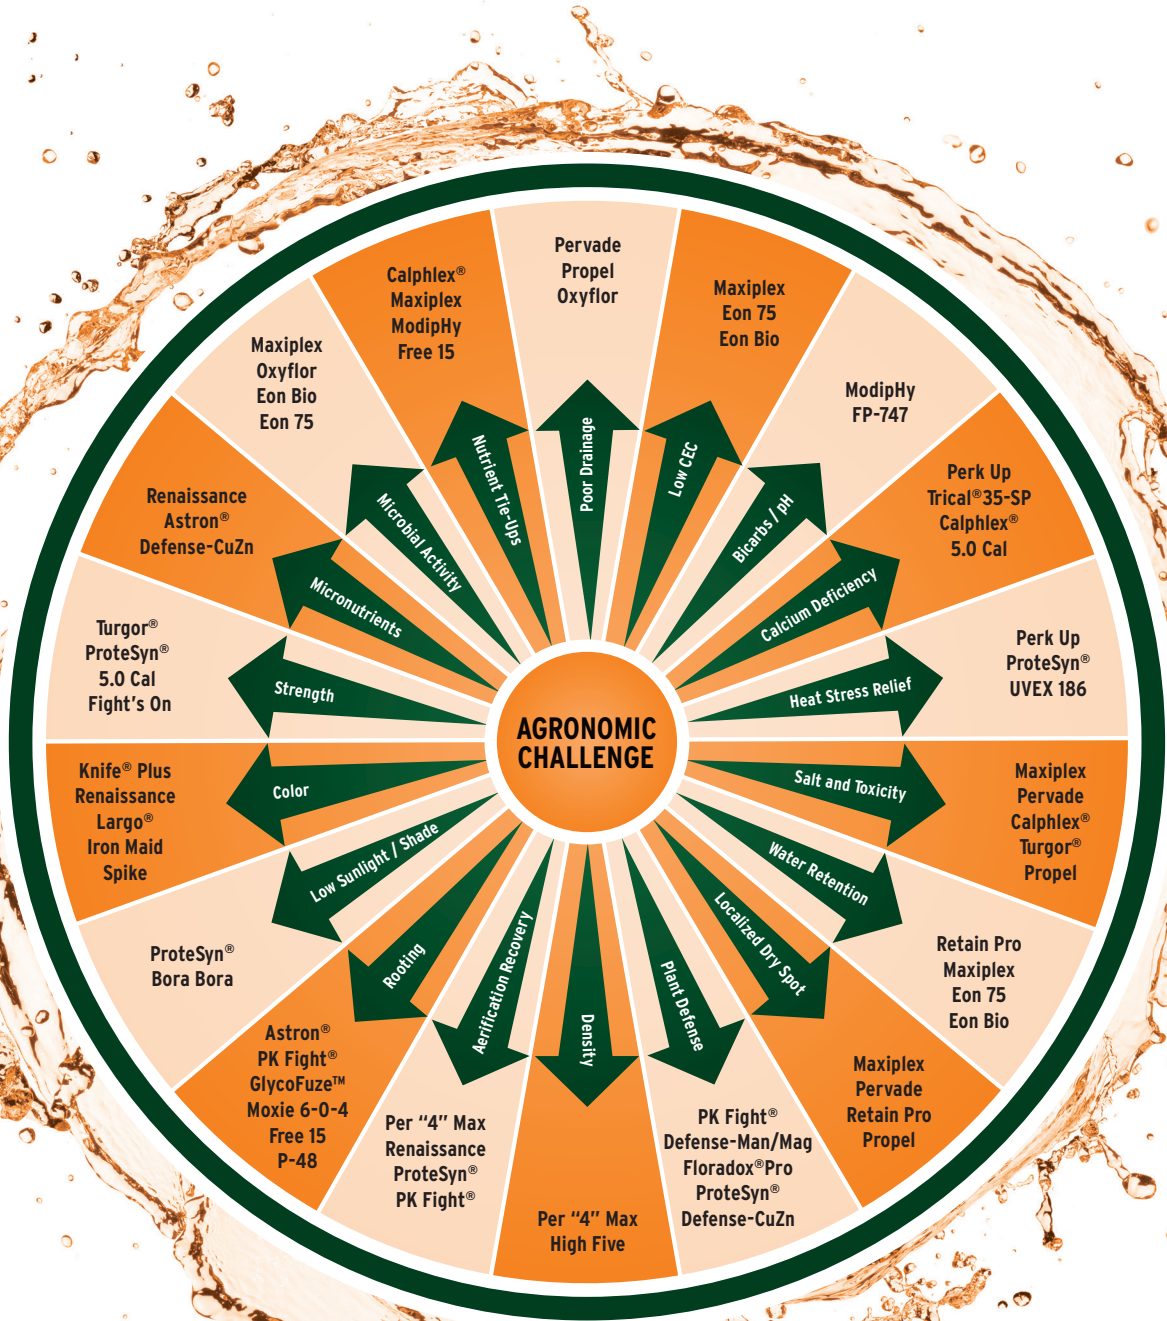 AGRONOMIC
CHALLENGE
Poor Drainage
Pervade
Propel
Oxyflor
Low CEC
Maxiplex
Eon 75
Eon Bio
Bicarbs / pH
ModipHy
FP-747
Calcium Deficiency
Perk Up
Trical®35-SP
Calphlex®
5.0 Cal
Heat Stress Relief
Perk Up
ProteSyn®
UVEX 186
Salt and Toxicity
Maxiplex
Pervade
Calphlex®
Turgor®
Propel
Water Retention
Retain Pro
Maxiplex
Eon 75
Eon Bio
Localized Dry Spot
Maxiplex
Pervade
Retain Pro
Propel
Plant Defense
PK Fight®
Defense-Man/Mag
Floradox®Pro
ProteSyn®
Defense-CuZn
Density
Per “4” Max
High Five
Aerification Recovery
Per “4” Max
Renaissance
ProteSyn®
PK Fight®
Rooting
Astron®
PK Fight®
GlycoFuze™
Moxie 6-0-4
Free 15
P-48
Low Sunlight / Shade
ProteSyn®
Bora Bora
Color
Knife® Plus
Renaissance
Largo®
Iron Maid
Spike
Strength
Turgor®
ProteSyn®
5.0 Cal
Fight's On
Micronutrients
Renaissance
Astron®
Defense-CuZn
Microbial Activity
Maxiplex
Oxyflor
Eon Bio
Eon 75
Nutrient Tie-Ups
Calphlex®
Maxiplex
ModipHy
Free 15